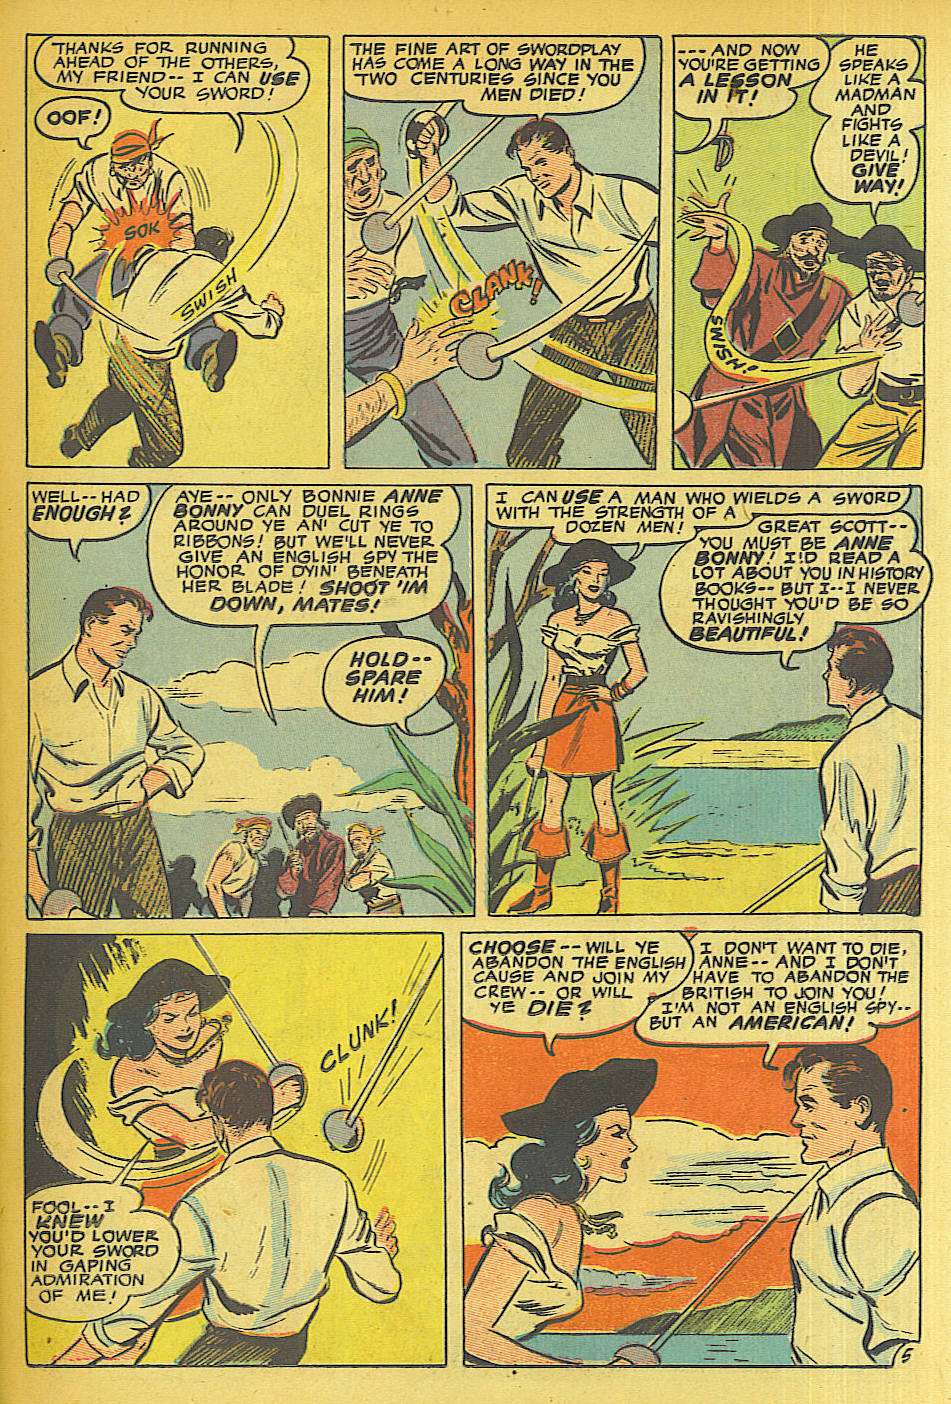 THANKS FOR RUNNING
AHEAD OF THE OTHERS,
MY FRIEND-- I CAN USE
YOUR SWORD!
OOF!
SOK
SWISH
THE FINE ART OF SWORDPLAY
HAS COME A LONG WAY IN THE
TWO CENTURIES SINCE YOU
MEN DIED!
CLANK!
--- AND NOW
YOU'RE GETTING
A LESSON
IN IT!
HE
SPEAKS
LIKE A
MADMAN
AND
FIGHTS
LIKE A
DEVIL!
GIVE
WAY!
SWISH!
WELL-- HAD
ENOUGH?
AYE-- ONLY BONNIE ANNE
BONNY CAN DUEL RINGS
AROUND YE AN' CUT YE TO
RIBBONS! BUT WE'LL NEVER
GIVE AN ENGLISH SPY THE
HONOR OF DYIN' BENEATH
HER BLADE! SHOOT 'IM
DOWN, MATES!
HOLD--
SPARE
HIM!
I CAN USE A MAN WHO WIELDS A SWORD
WITH THE STRENGTH OF A
DOZEN MEN!
GREAT SCOTT--
YOU MUST BE ANNE
BONNY! I'D READ A
LOT ABOUT YOU IN HISTORY
BOOKS-- BUT I--I NEVER
THOUGHT YOU'D BE SO
RAVISHINGLY
BEAUTIFUL!
CLUNK!
FOOL-- I
KNEW
YOU'D LOWER
YOUR SWORD
IN GAPING
ADMIRATION
OF ME!
CHOOSE-- WILL YE
ABANDON THE ENGLISH
CAUSE AND JOIN MY
CREW-- OR WILL
YE DIE?
I DON'T WANT TO DIE,
ANNE-- AND I DON'T
HAVE TO ABANDON THE
BRITISH TO JOIN YOU!
I'M NOT AN ENGLISH SPY--
BUT AN AMERICAN!
5